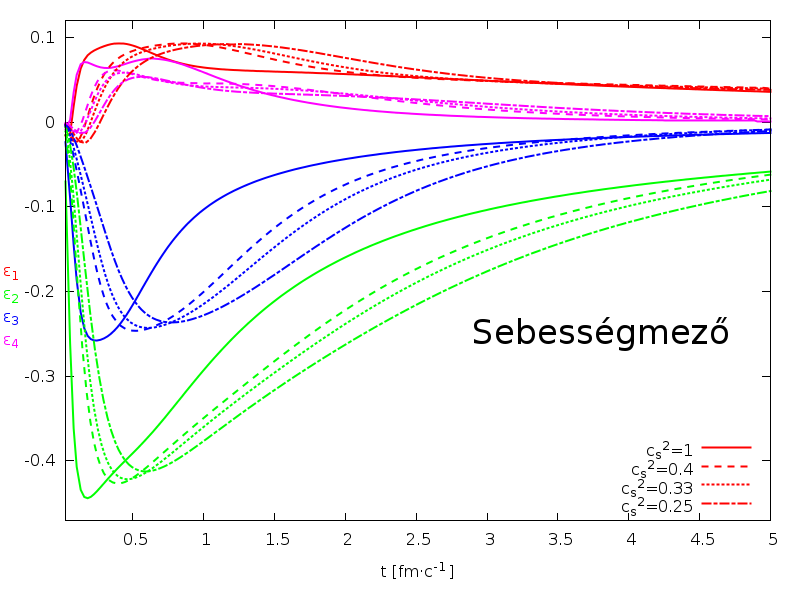 0.1
0
-0.1
-0.2
-0.3
-0.4
ε₁
ε₂
ε₃
ε₄
Sebességmező
cₛ²=1
cₛ²=0.4
cₛ²=0.33
cₛ²=0.25
0.5 1 1.5 2 2.5 3 3.5 4 4.5 5
t [fm·c⁻¹]